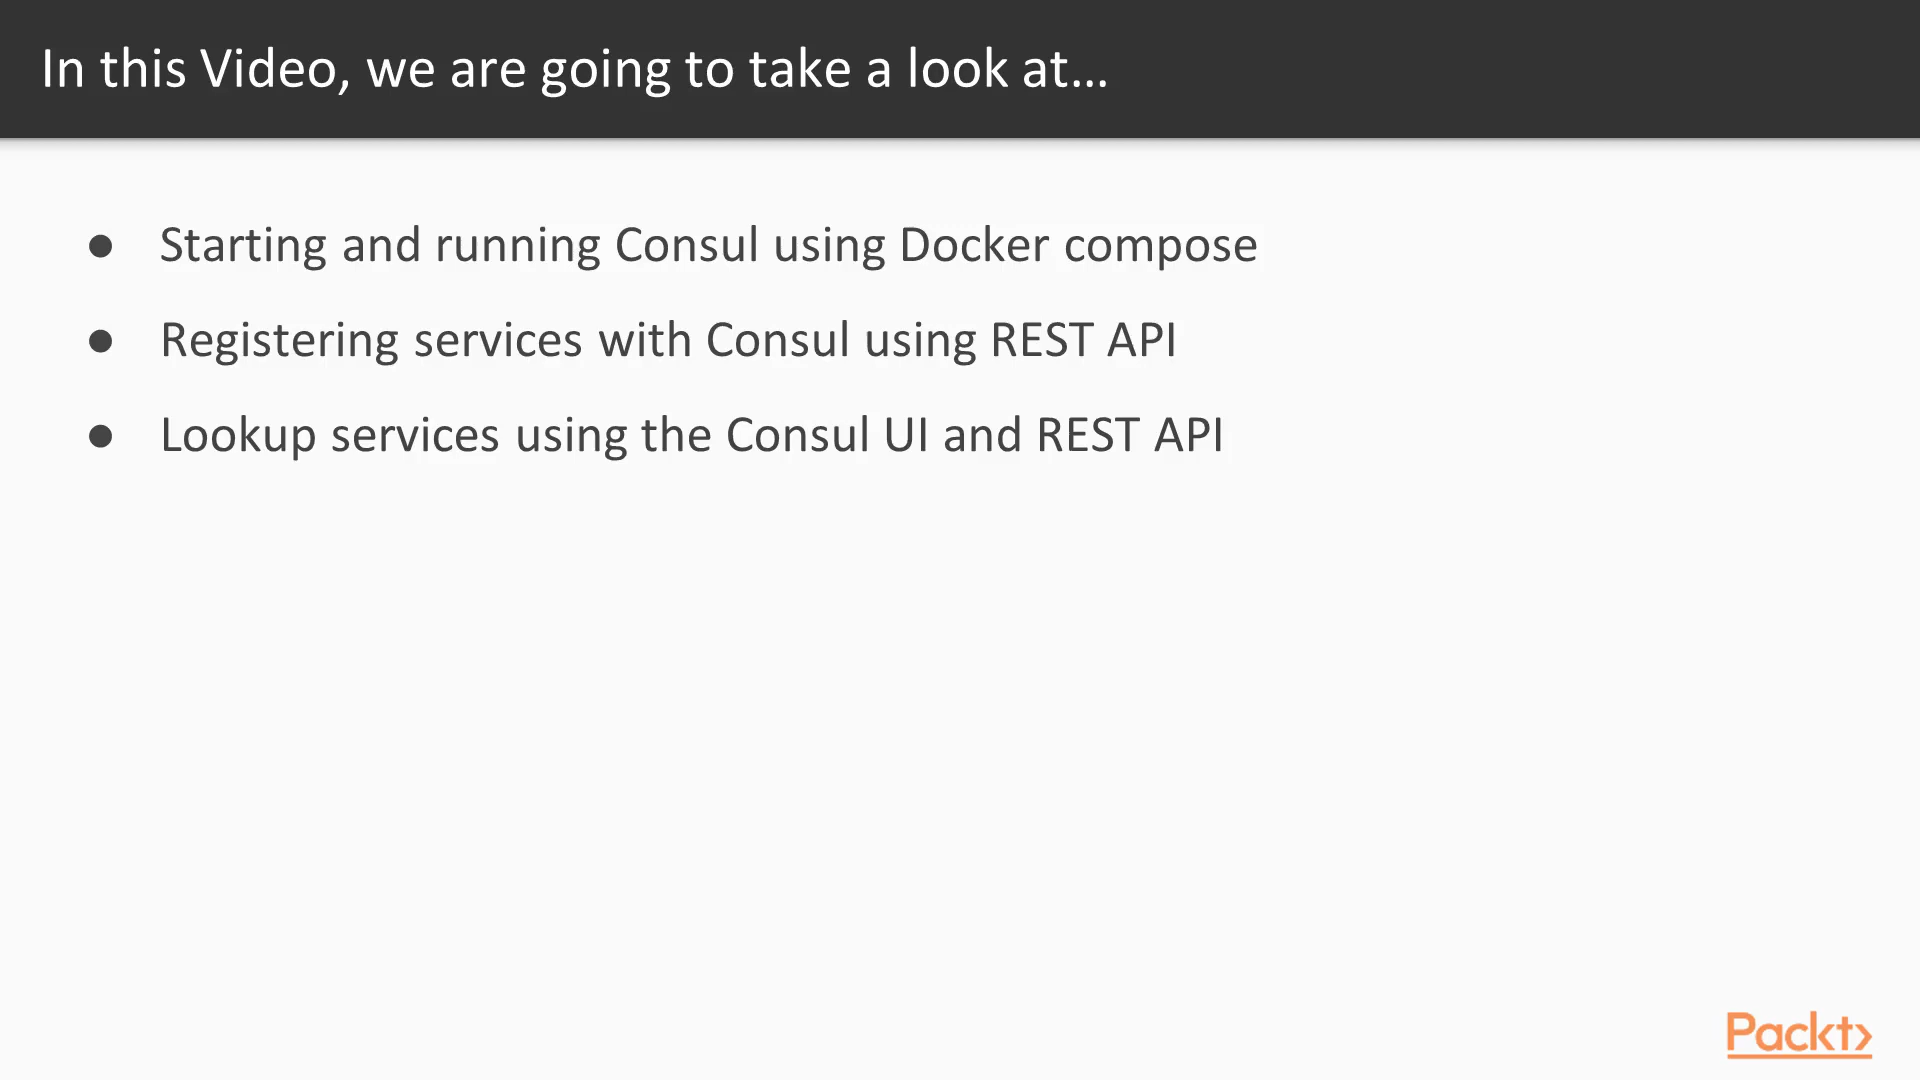 In this Video, we are going to take a look at...
● Starting and running Consul using Docker compose
● Registering services with Consul using REST API
● Lookup services using the Consul UI and REST API
Packt>